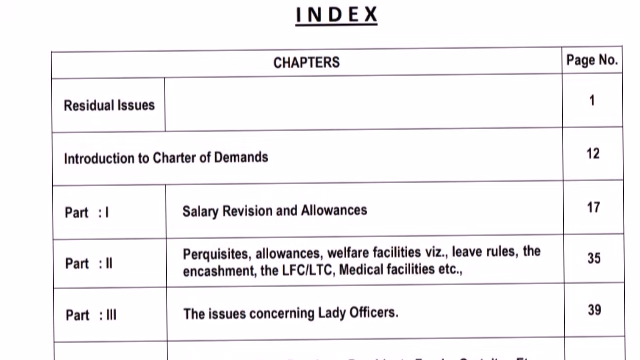 INDEX
CHAPTERS Page No.
Residual Issues 1
Introduction to Charter of Demands 12
Part : I Salary Revision and Allowances 17
Part : II Perquisites, allowances, welfare facilities viz., leave rules, the
encashment, the LFC/LTC, Medical facilities etc., 35
Part : III The issues concerning Lady Officers. 39